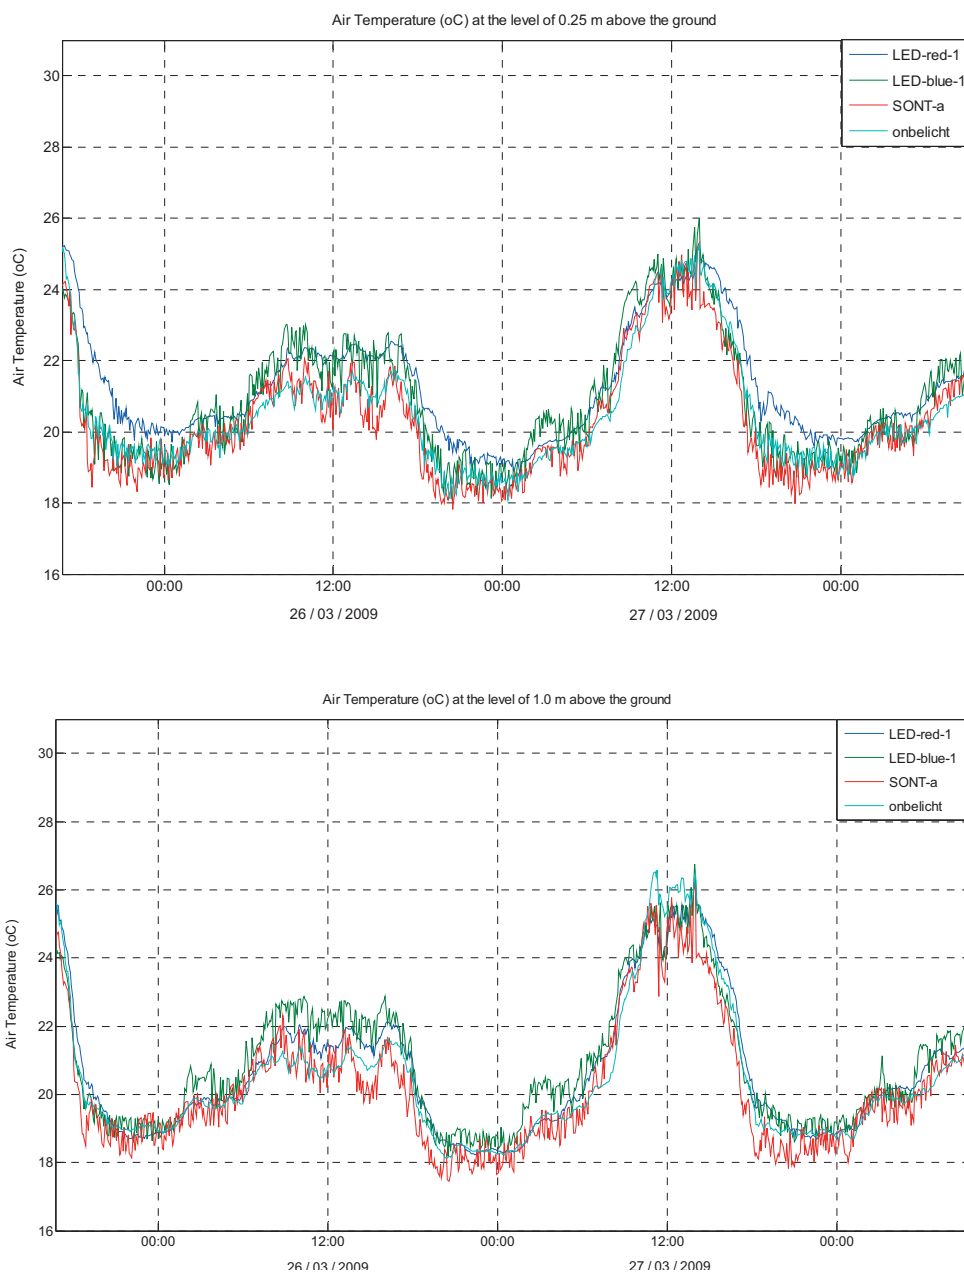 Air Temperature (oC) at the level of 0.25 m above the ground
30
28
26
24
22
20
18
16
Air Temperature (oC)
LED-red-1
LED-blue-1
SONT-a
onbelicht
00:00 12:00 00:00 12:00 00:00
26 / 03 / 2009 27 / 03 / 2009
Air Temperature (oC) at the level of 1.0 m above the ground
30
28
26
24
22
20
18
16
Air Temperature (oC)
LED-red-1
LED-blue-1
SONT-a
onbelicht
00:00 12:00 00:00 12:00 00:00
26 / 03 / 2009 27 / 03 / 2009